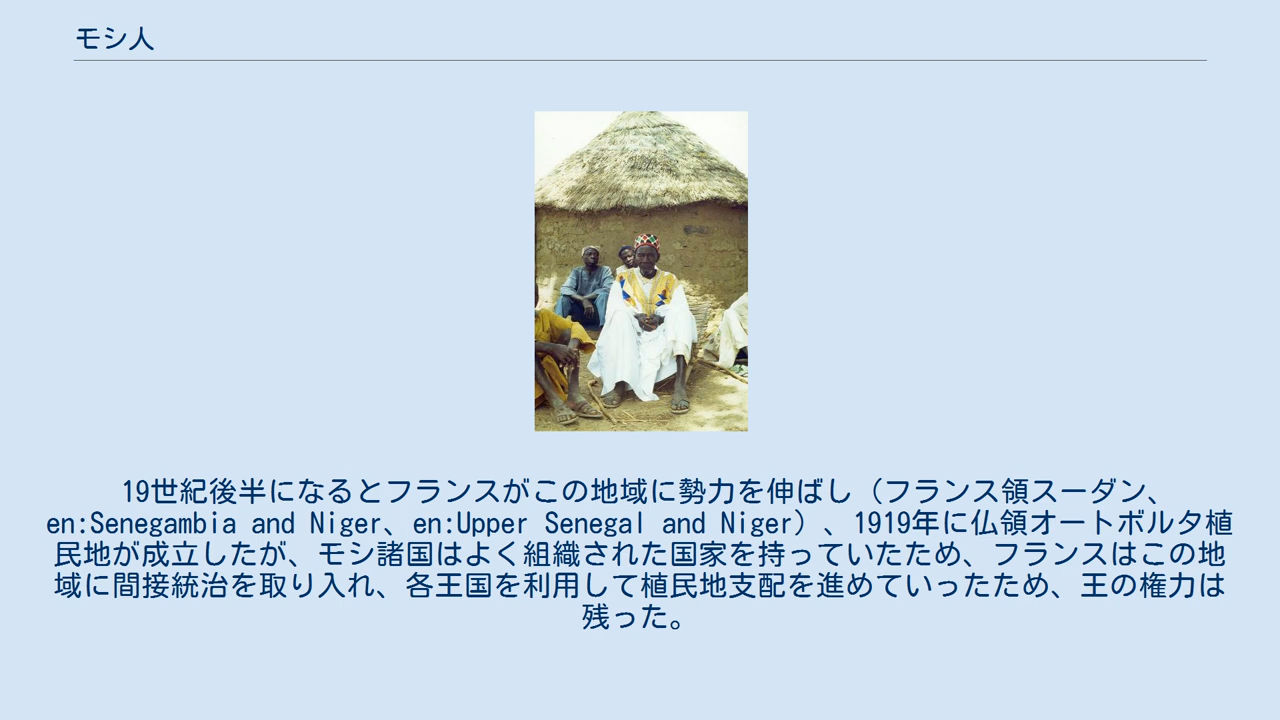 モシ人
19世紀後半になるとフランスがこの地域に勢力を伸ばし（フランス領スーダン、
en:Senegambia and Niger、en:Upper Senegal and Niger）、1919年に仏領オートボルタ植
民地が成立したが、モシ諸国はよく組織された国家を持っていたため、フランスはこの地
域に間接統治を取り入れ、各王国を利用して植民地支配を進めていったため、王の権力は
残った。